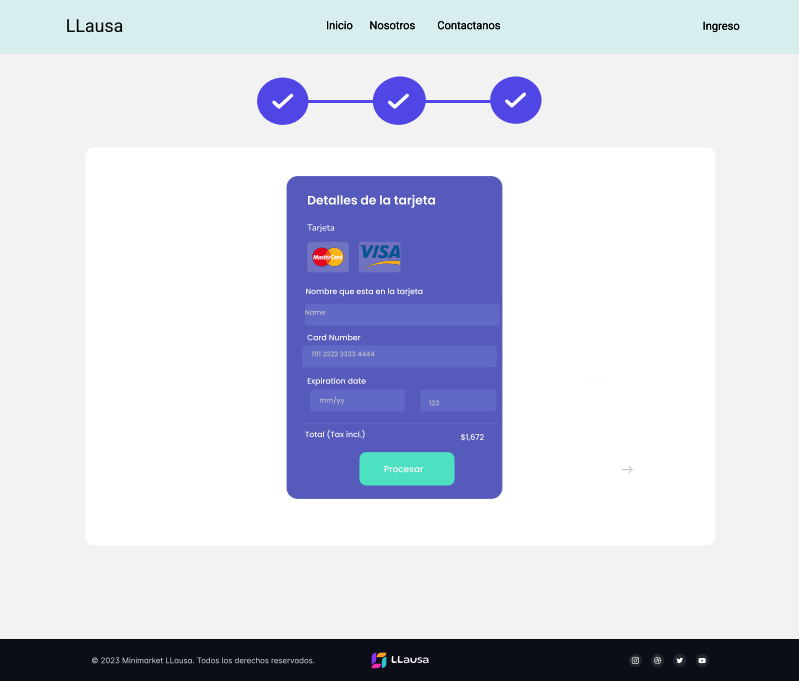 LLausa
Inicio Nosotros Contactanos
Ingreso
Detalles de la tarjeta
Tarjeta
MasterCard VISA
Nombre que esta en la tarjeta
Name
Card Number
1111 2222 3333 4444
Expiration date
mm/yy 123
Total (Tax incl.) $1,672
Procesar
© 2023 Minimarket LLausa. Todos los derechos reservados.
LLausa